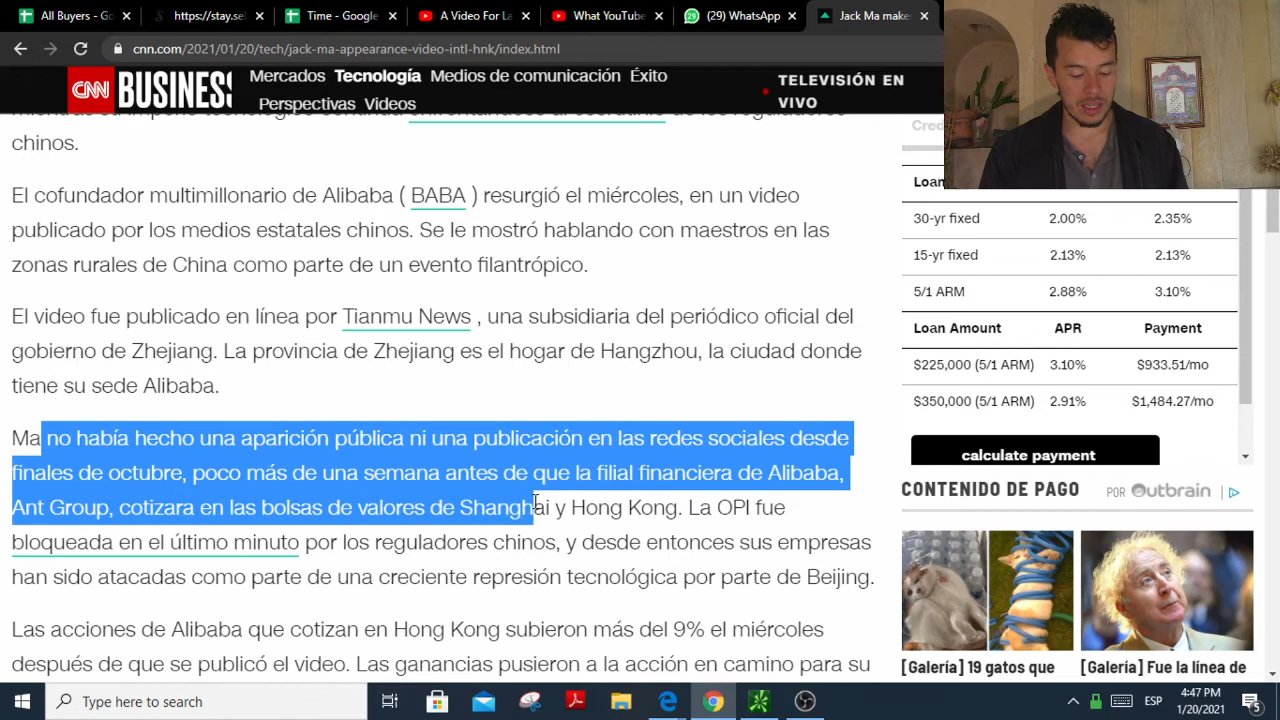 All Buyers - Go
https://stay.sel
Time - Google
A Video For La
What YouTube
(29) WhatsApp
Jack Ma makes
cnn.com/2021/01/20/tech/jack-ma-appearance-video-intl-hnk/index.html
CNN BUSINESS
Mercados Tecnología Medios de comunicación Éxito
Perspectivas Videos
TELEVISIÓN EN
VIVO
chinos.
El cofundador multimillonario de Alibaba ( BABA ) resurgió el miércoles, en un video
publicado por los medios estatales chinos. Se le mostró hablando con maestros en las
zonas rurales de China como parte de un evento filantrópico.
El video fue publicado en línea por Tianmu News , una subsidiaria del periódico oficial del
gobierno de Zhejiang. La provincia de Zhejiang es el hogar de Hangzhou, la ciudad donde
tiene su sede Alibaba.
Ma no había hecho una aparición pública ni una publicación en las redes sociales desde
finales de octubre, poco más de una semana antes de que la filial financiera de Alibaba,
Ant Group, cotizara en las bolsas de valores de Shanghai y Hong Kong. La OPI fue
bloqueada en el último minuto por los reguladores chinos, y desde entonces sus empresas
han sido atacadas como parte de una creciente represión tecnológica por parte de Beijing.
Las acciones de Alibaba que cotizan en Hong Kong subieron más del 9% el miércoles
después de que se publicó el video. Las ganancias pusieron a la acción en camino para su
Loan
30-yr fixed 2.00% 2.35%
15-yr fixed 2.13% 2.13%
5/1 ARM 2.88% 3.10%
Loan Amount APR Payment
$225,000 (5/1 ARM) 3.10% $933.51/mo
$350,000 (5/1 ARM) 2.91% $1,484.27/mo
calculate payment
CONTENIDO DE PAGO POR Outbrain
[Galería] 19 gatos que
[Galería] Fue la línea de
Type here to search
ESP
4:47 PM
1/20/2021
5